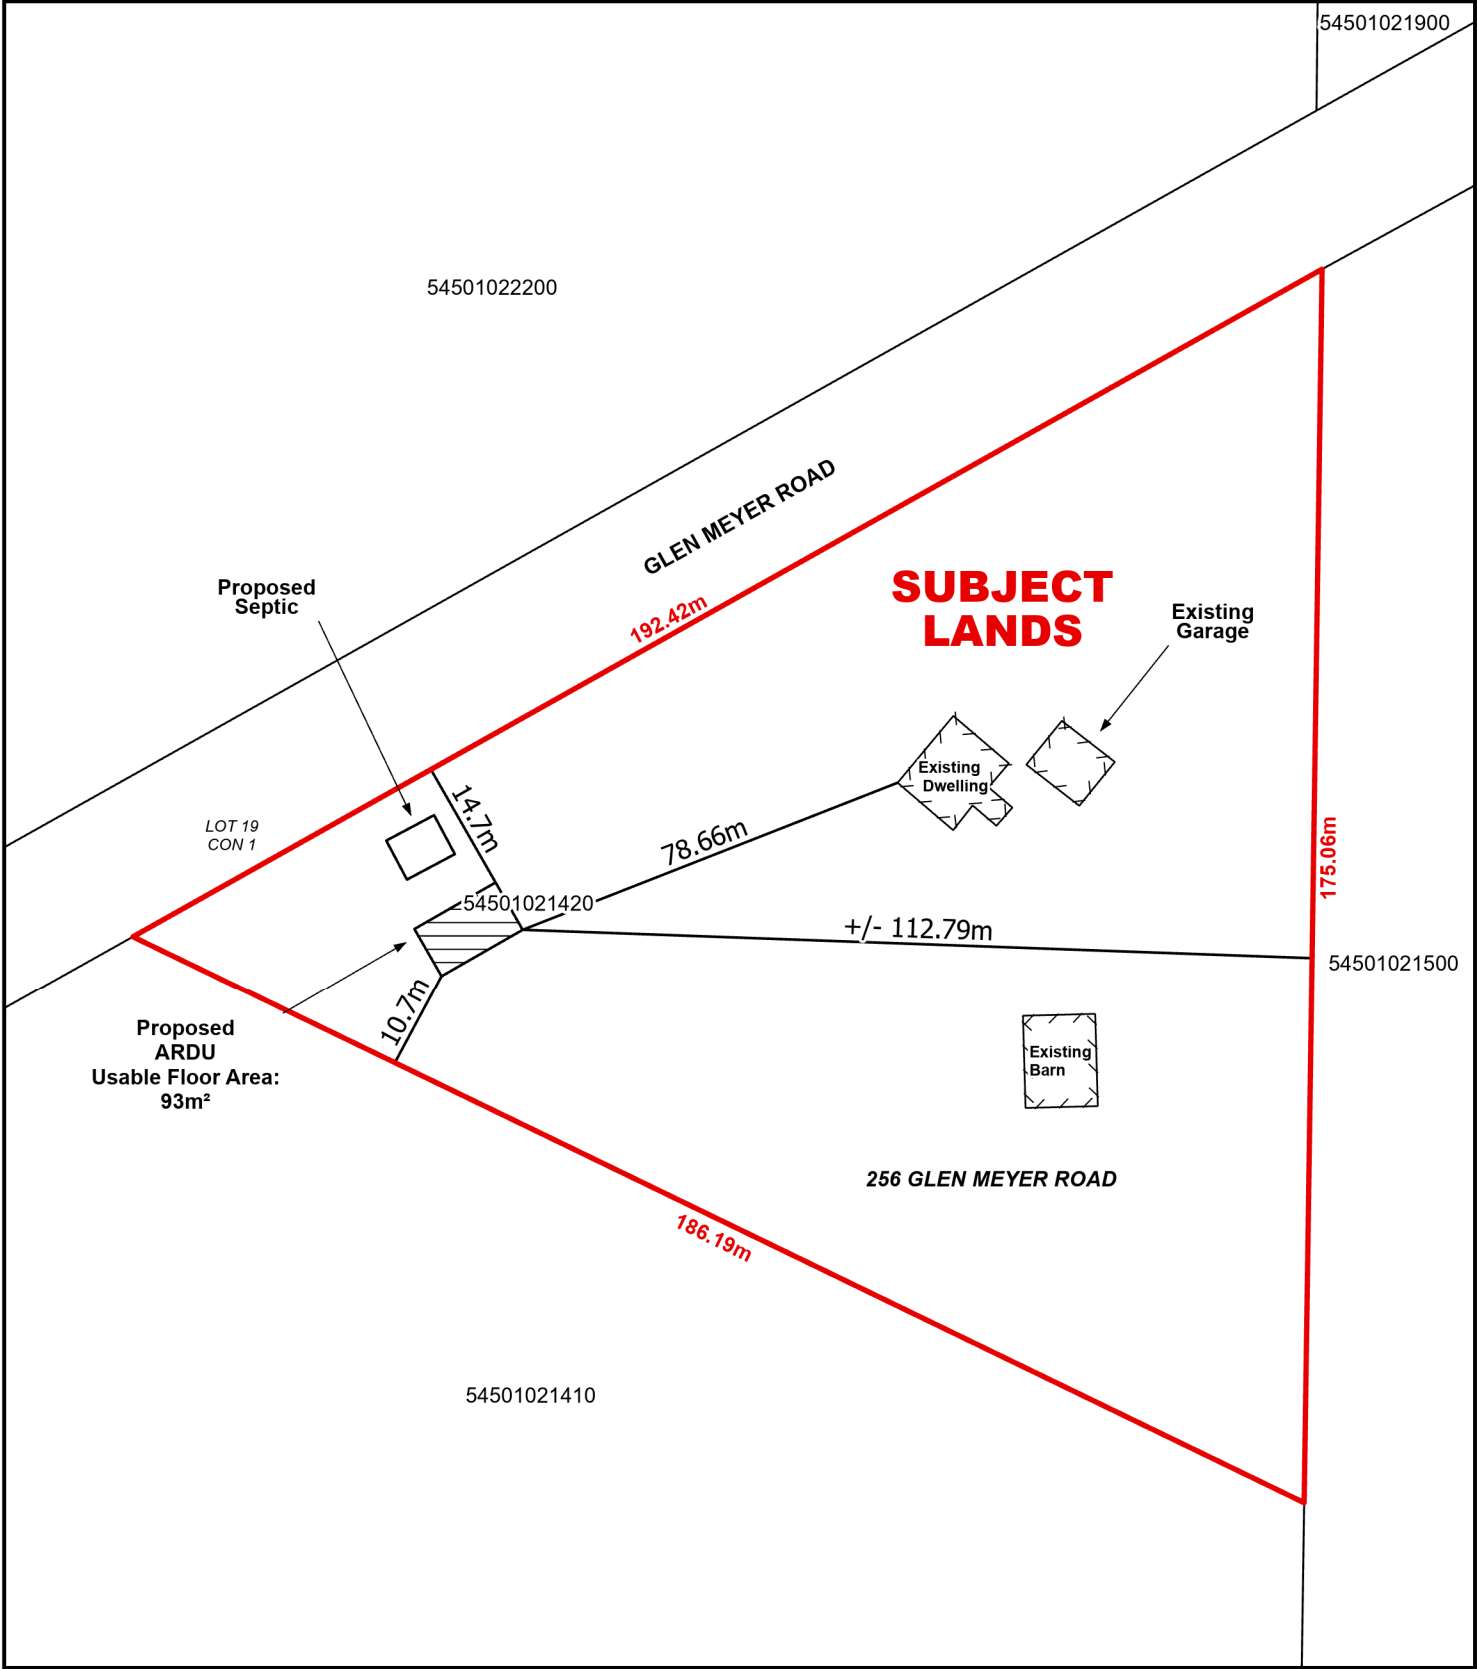 54501021900
54501022200
GLEN MEYER ROAD
SUBJECT
LANDS
Proposed
Septic
192.42m
Existing
Garage
Existing
Dwelling
14.7m
LOT 19
CON 1
78.66m
175.06m
54501021420
+/- 112.79m
54501021500
10.7m
Proposed
ARDU
Usable Floor Area:
93m²
Existing
Barn
256 GLEN MEYER ROAD
186.19m
54501021410